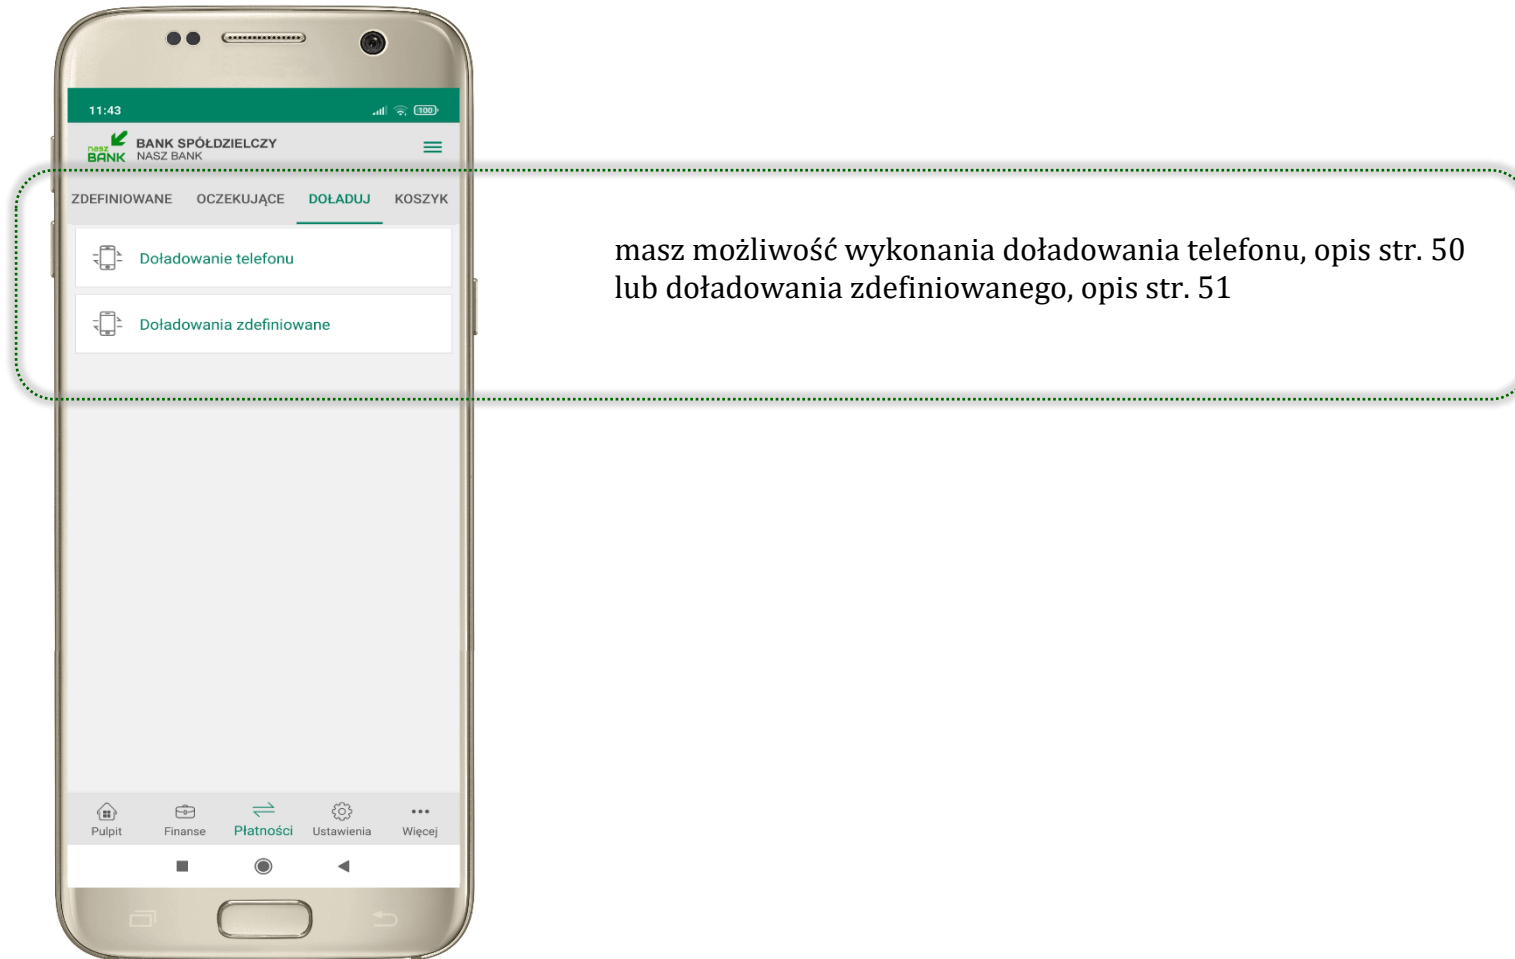 11:43
100
nasz
BANK
BANK SPÓŁDZIELCZY
NASZ BANK
ZDEFINIOWANE OCZEKUJĄCE DOŁADUJ KOSZYK
Doładowanie telefonu
Doładowania zdefiniowane
masz możliwość wykonania doładowania telefonu, opis str. 50
lub doładowania zdefiniowanego, opis str. 51
Pulpit Finanse Płatności Ustawienia Więcej